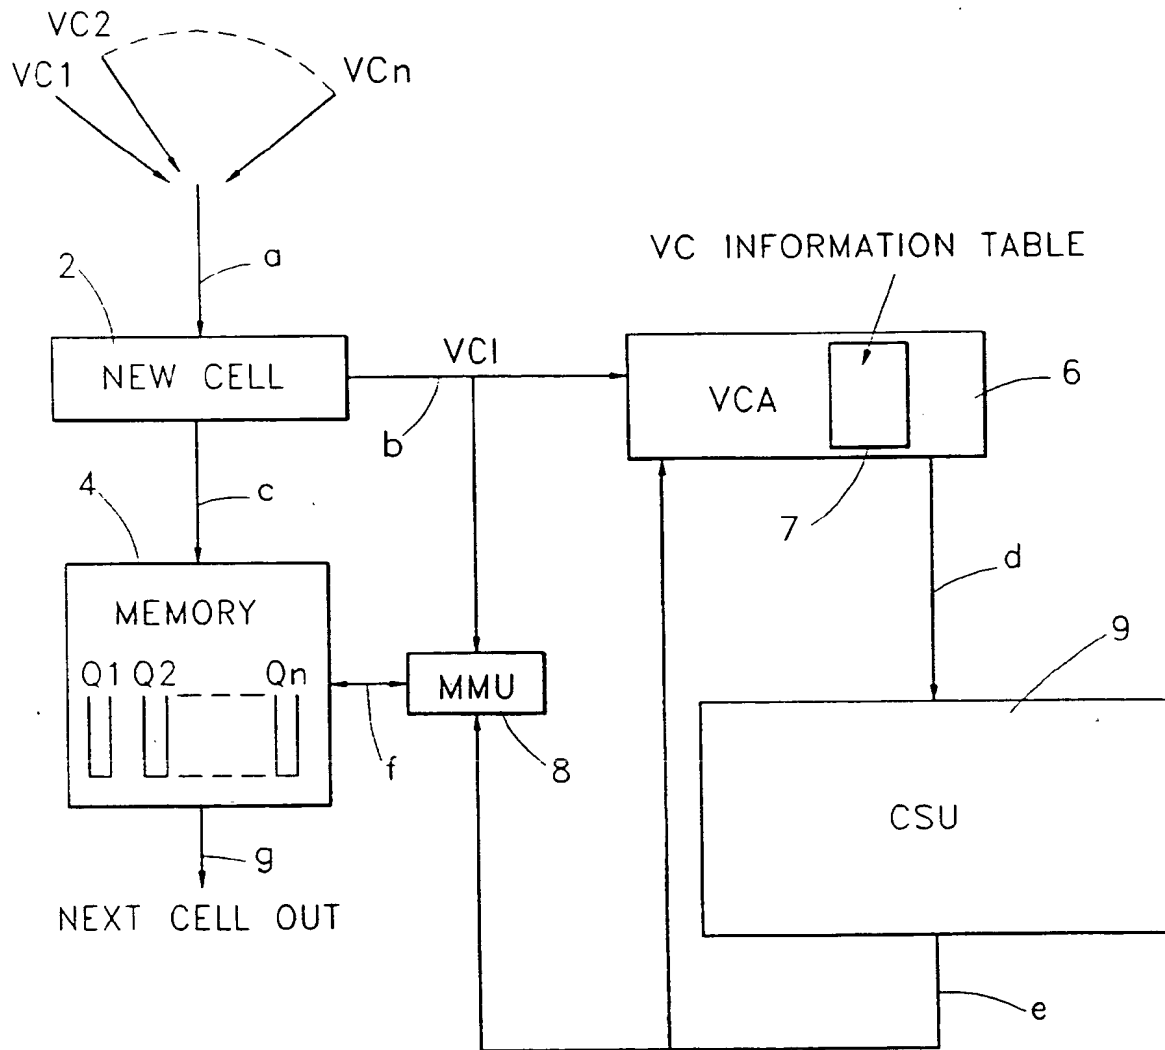 VC2
VC1
VCn
a
2
NEW CELL
VCI
b
VC INFORMATION TABLE
VCA
6
7
c
4
MEMORY
Q1 Q2 Qn
f
MMU
8
d
9
CSU
g
NEXT CELL OUT
e